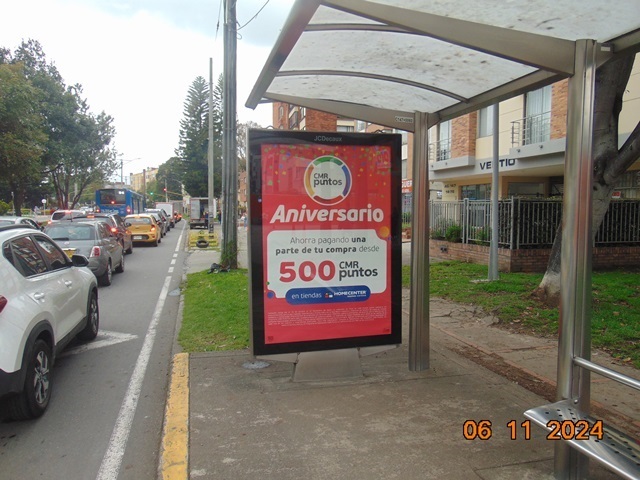 JCDecaux
CMR
puntos
Aniversario
Ahorra pagando una
parte de tu compra desde
500 CMR
puntos
en tiendas HOMECENTER
VERTIO
06 11 2024